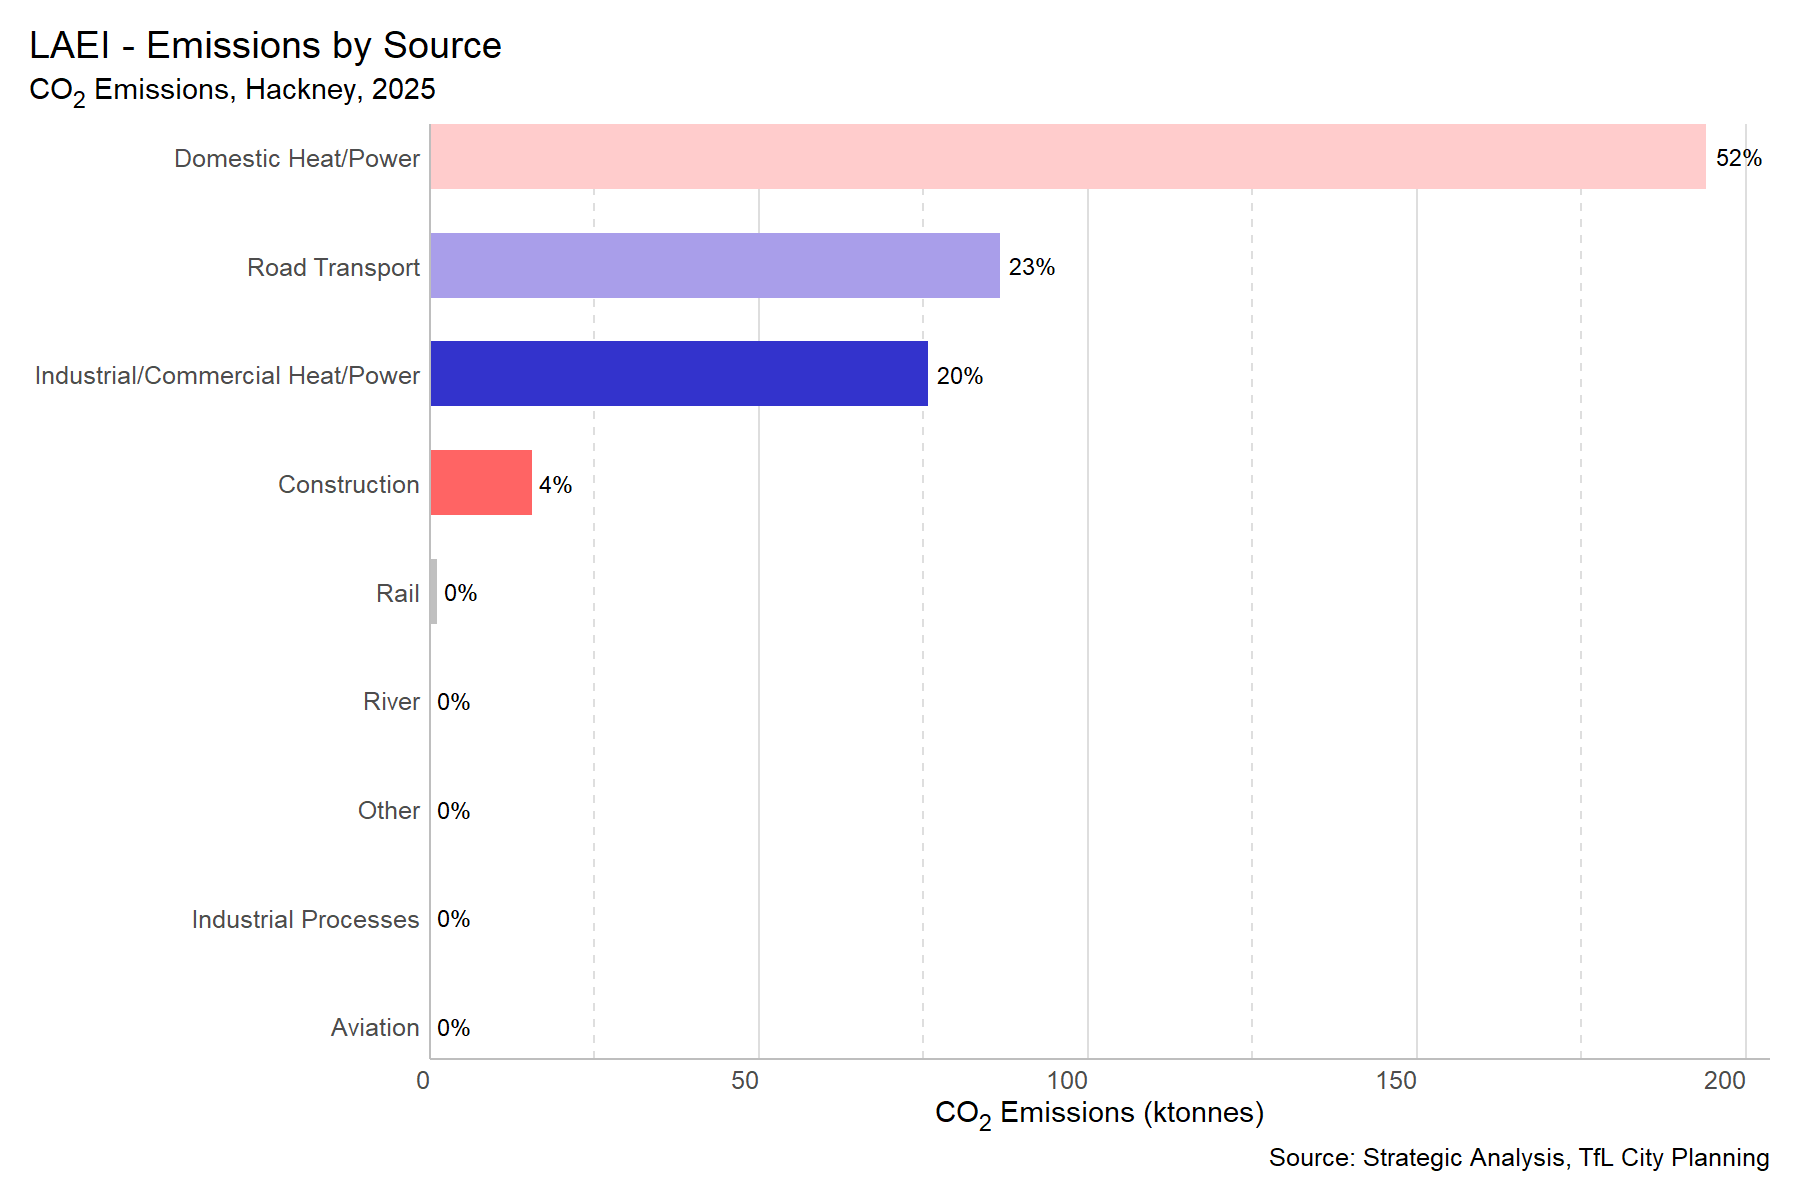 LAEI - Emissions by Source
CO₂ Emissions, Hackney, 2025
Domestic Heat/Power 52%
Road Transport 23%
Industrial/Commercial Heat/Power 20%
Construction 4%
Rail 0%
River 0%
Other 0%
Industrial Processes 0%
Aviation 0%
0 50 100 150 200
CO₂ Emissions (ktonnes)
Source: Strategic Analysis, TfL City Planning